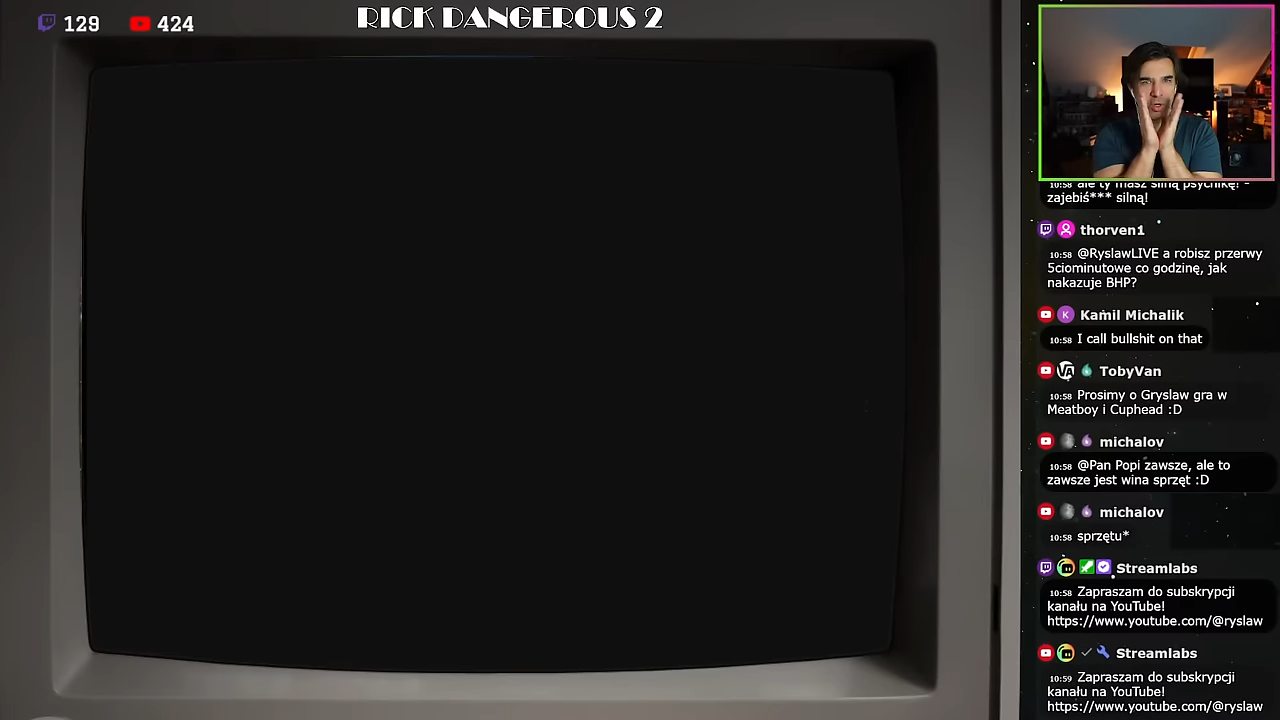 129 424
RICK DANGEROUS 2
10:58 ale ty masz silną psychikę! -
zajebiś*** silną!
thorven1
10:58 @RyslawLIVE a robisz przerwy
5ciominutowe co godzinę, jak
nakazuje BHP?
K Kamil Michalik
10:58 I call bullshit on that
VA TobyVan
10:58 Prosimy o Gryslaw gra w
Meatboy i Cuphead :D
michalov
10:58 @Pan Popi zawsze, ale to
zawsze jest wina sprzęt :D
michalov
10:58 sprzętu*
Streamlabs
10:58 Zapraszam do subskrypcji
kanału na YouTube!
https://www.youtube.com/@ryslaw
Streamlabs
10:59 Zapraszam do subskrypcji
kanału na YouTube!
https://www.youtube.com/@ryslaw